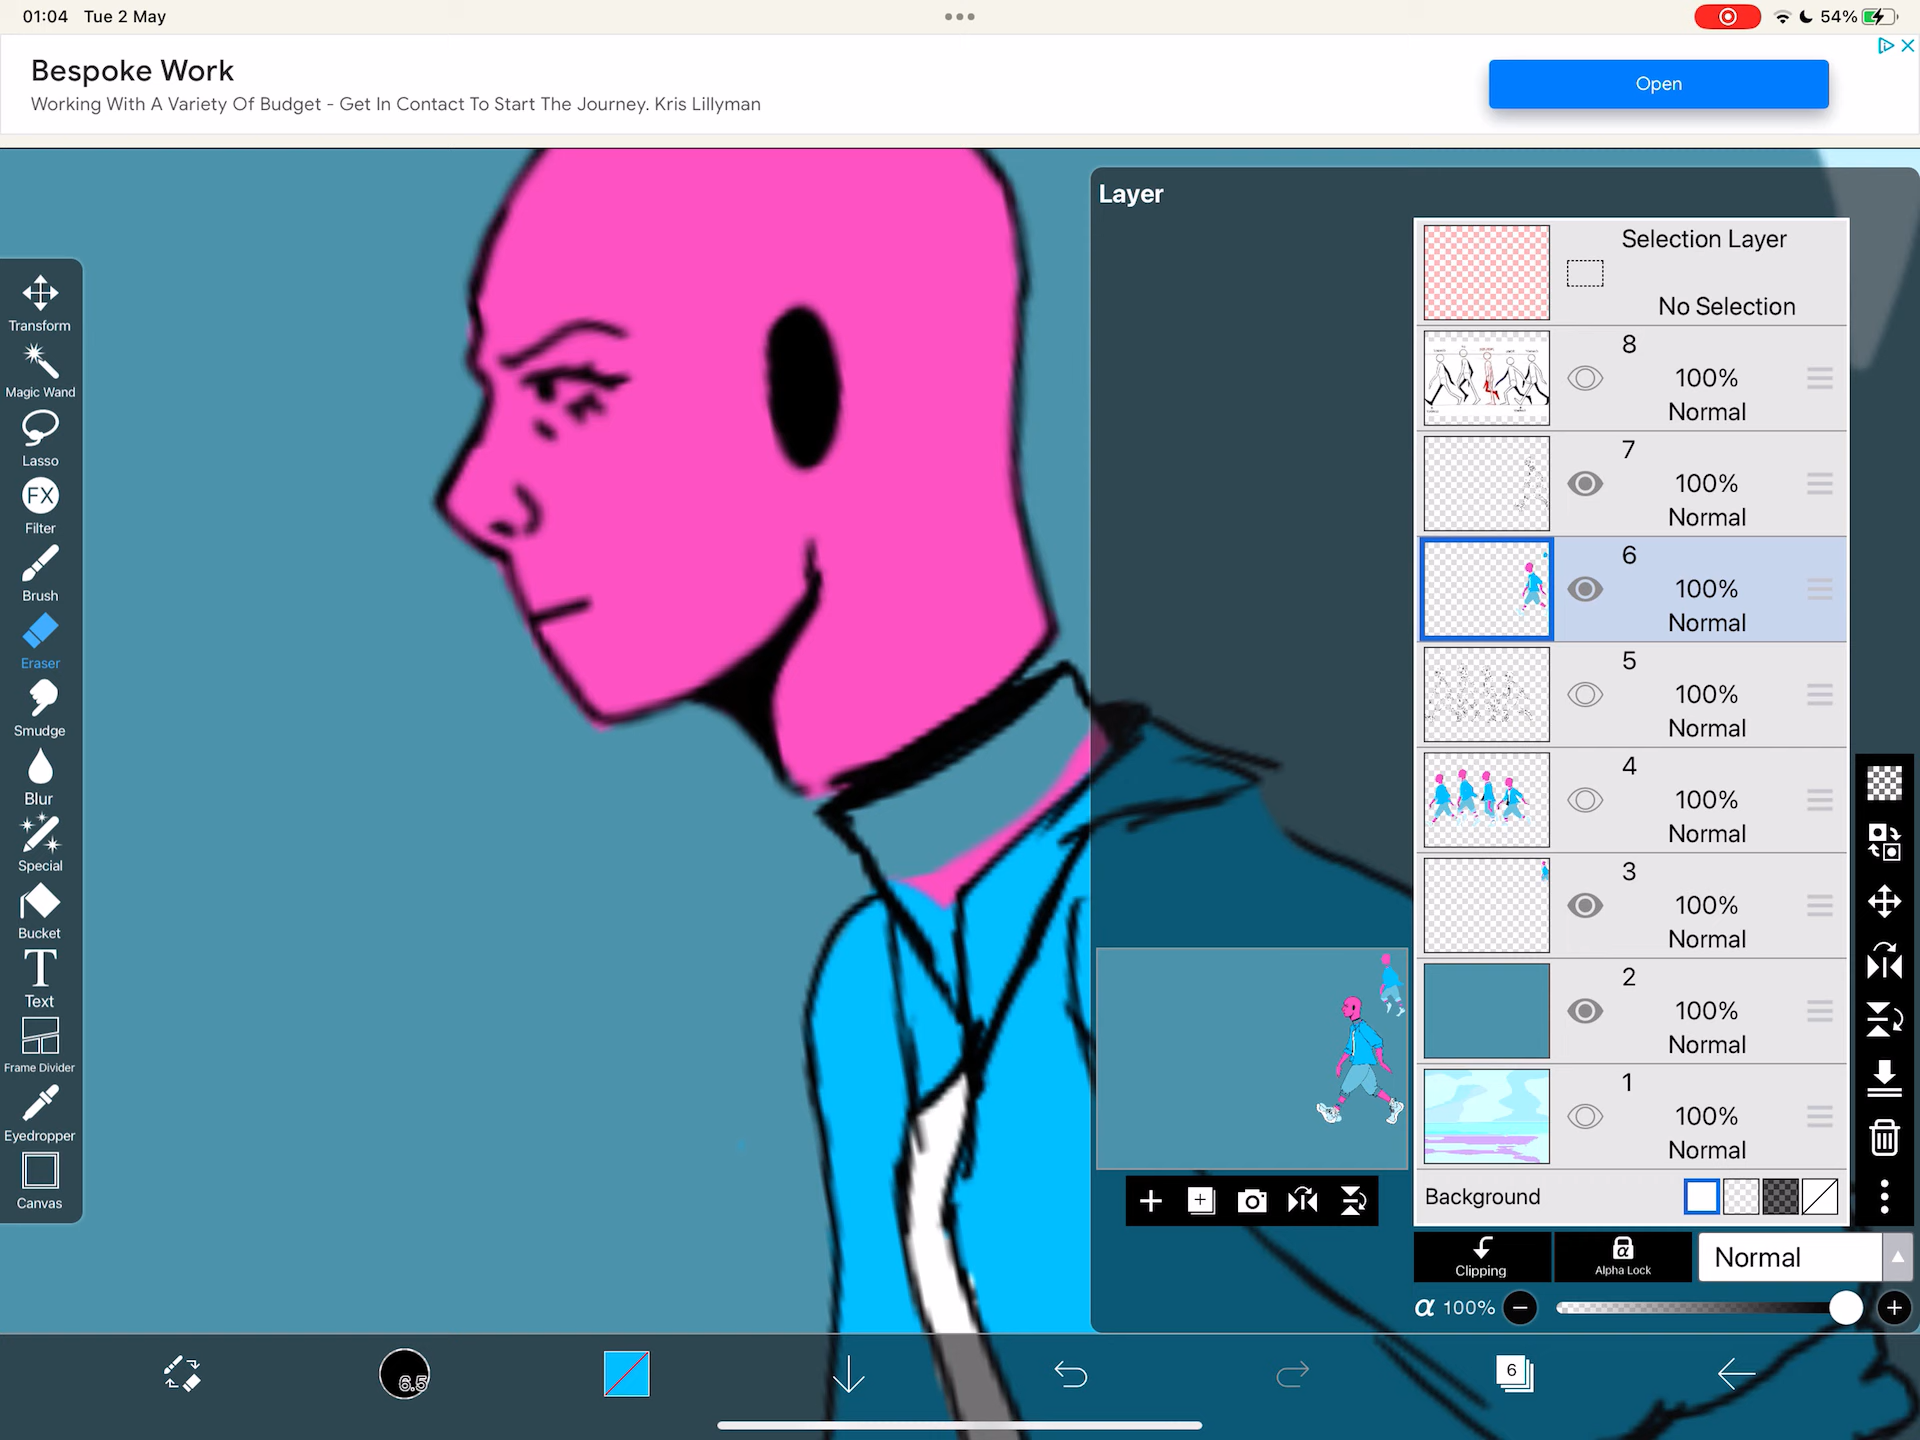 01:04 Tue 2 May
54%
Bespoke Work
Working With A Variety Of Budget - Get In Contact To Start The Journey. Kris Lillyman
Open
Layer
Transform
Magic Wand
Lasso
FX
Filter
Brush
Eraser
Smudge
Blur
Special
Bucket
T
Text
Frame Divider
Eyedropper
Canvas
Selection Layer
No Selection
8
100%
Normal
7
100%
Normal
6
100%
Normal
5
100%
Normal
4
100%
Normal
3
100%
Normal
2
100%
Normal
1
100%
Normal
Background
Clipping
α
Alpha Lock
Normal
α 100%
6.5
6